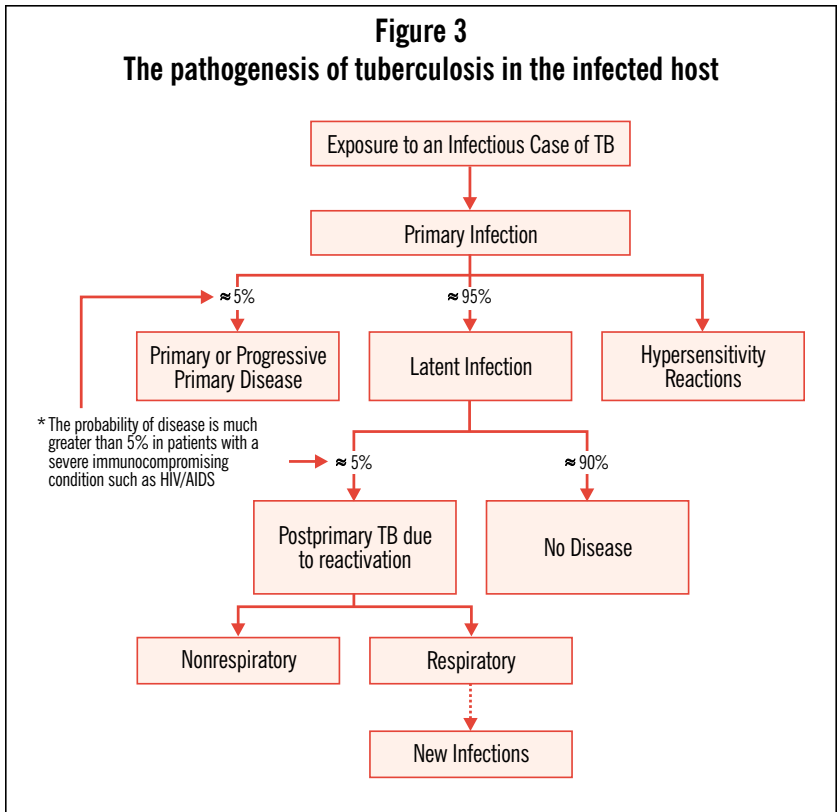 Figure 3
The pathogenesis of tuberculosis in the infected host
Exposure to an Infectious Case of TB
Primary Infection
≈ 5%
≈ 95%
Primary or Progressive
Primary Disease
Latent Infection
Hypersensitivity
Reactions
* The probability of disease is much
greater than 5% in patients with a
severe immunocompromising
condition such as HIV/AIDS
≈ 5%
≈ 90%
Postprimary TB due
to reactivation
No Disease
Nonrespiratory
Respiratory
New Infections